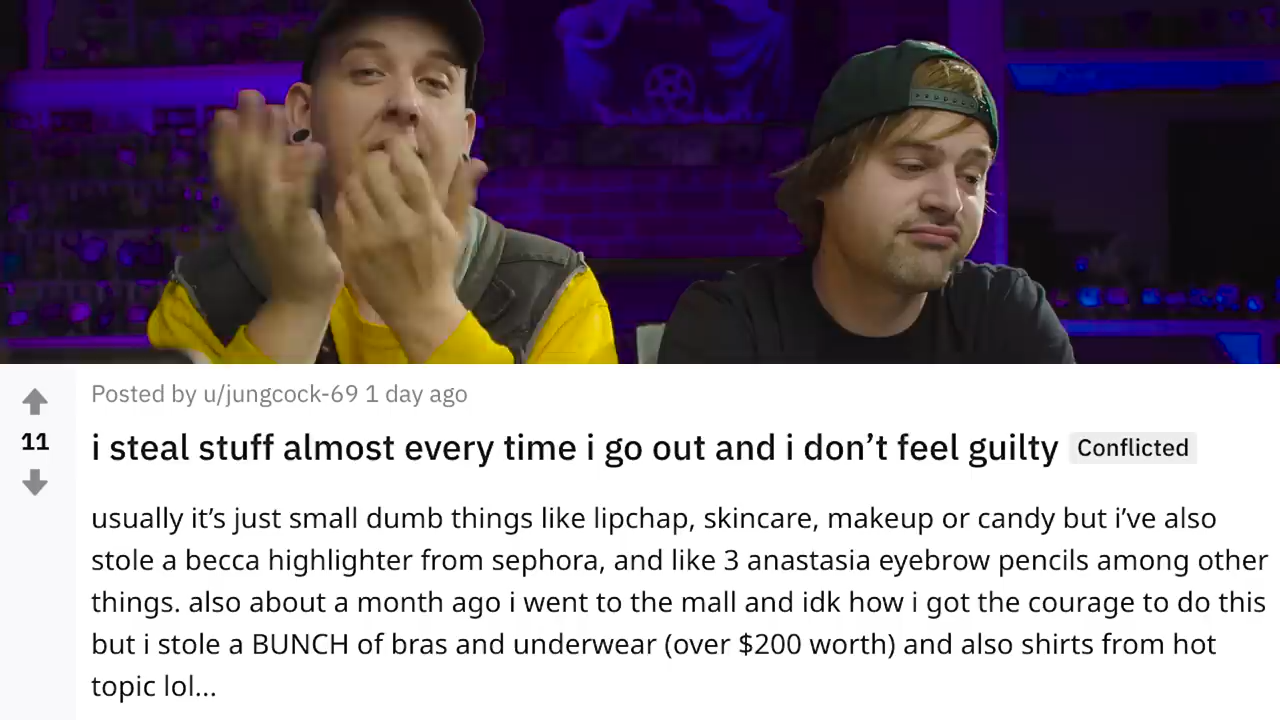 Posted by u/jungcock-69 1 day ago
11
i steal stuff almost every time i go out and i don’t feel guilty Conflicted
usually it’s just small dumb things like lipchap, skincare, makeup or candy but i’ve also
stole a becca highlighter from sephora, and like 3 anastasia eyebrow pencils among other
things. also about a month ago i went to the mall and idk how i got the courage to do this
but i stole a BUNCH of bras and underwear (over $200 worth) and also shirts from hot
topic lol...